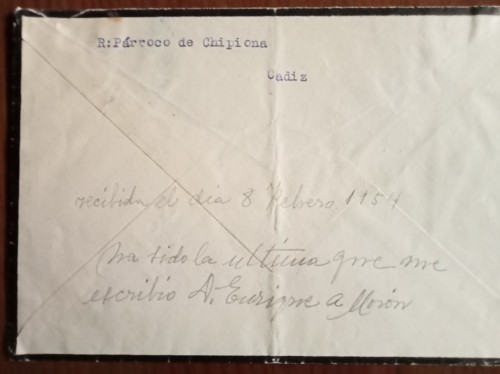 R:Párroco de Chipiona
Cadiz
recibida el dia 8 Febrero 1954
ha sido la ultima que me
escribio D. Enrique a Morón